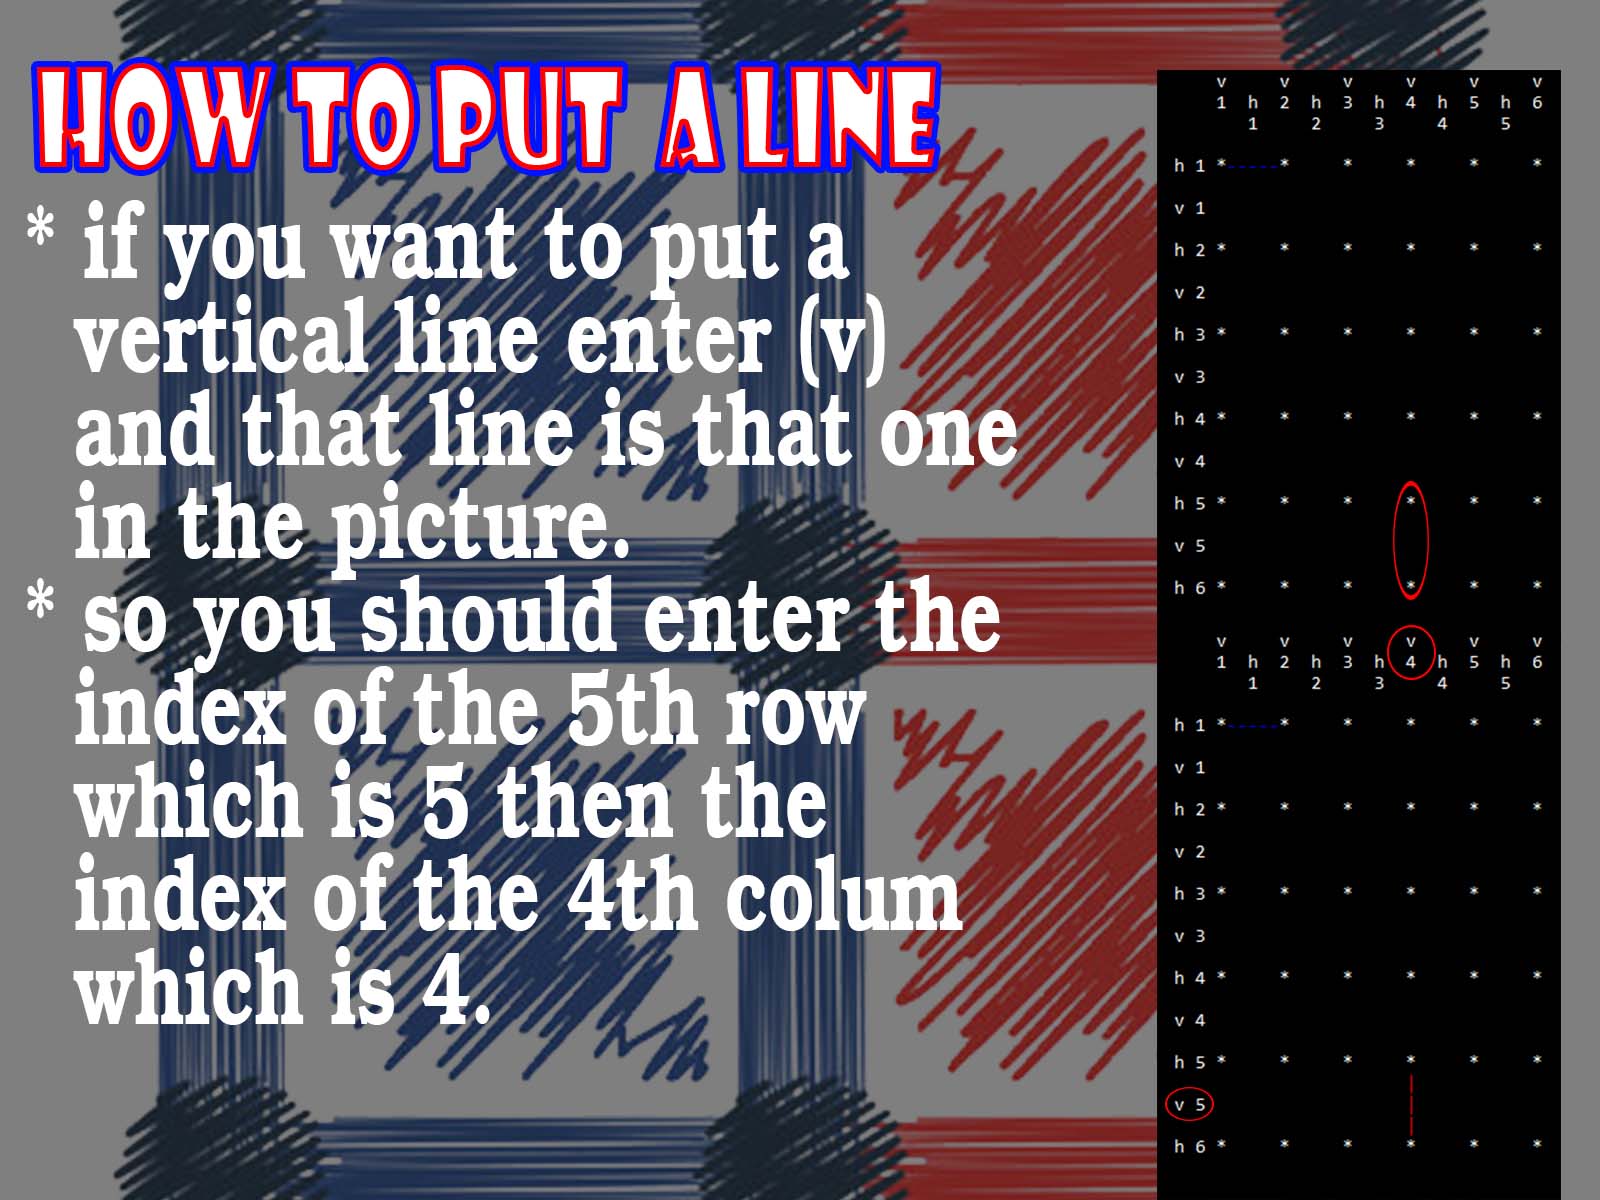 HOW TO PUT A LINE
* if you want to put a
vertical line enter (v)
and that line is that one
in the picture.
* so you should enter the
index of the 5th row
which is 5 then the
index of the 4th colum
which is 4.
v v v v v v
1 h 2 h 3 h 4 h 5 h 6
1 2 3 4 5
h 1 * ----- * * * * *
v 1
h 2 * * * * * *
v 2
h 3 * * * * * *
v 3
h 4 * * * * * *
v 4
h 5 * * * * * *
v 5
h 6 * * * * * *
v v v v v v
1 h 2 h 3 h 4 h 5 h 6
1 2 3 4 5
h 1 * ----- * * * * *
v 1
h 2 * * * * * *
v 2
h 3 * * * * * *
v 3
h 4 * * * * * *
v 4
h 5 * * * * * *
|
v 5 |
|
h 6 * * * * * *